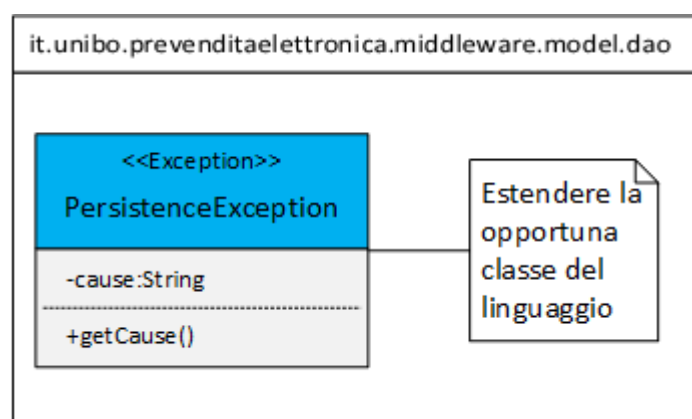 it.unibo.prevenditaelettronica.middleware.model.dao
<<Exception>>
PersistenceException
-cause:String
+getCause()
Estendere la
opportuna
classe del
linguaggio